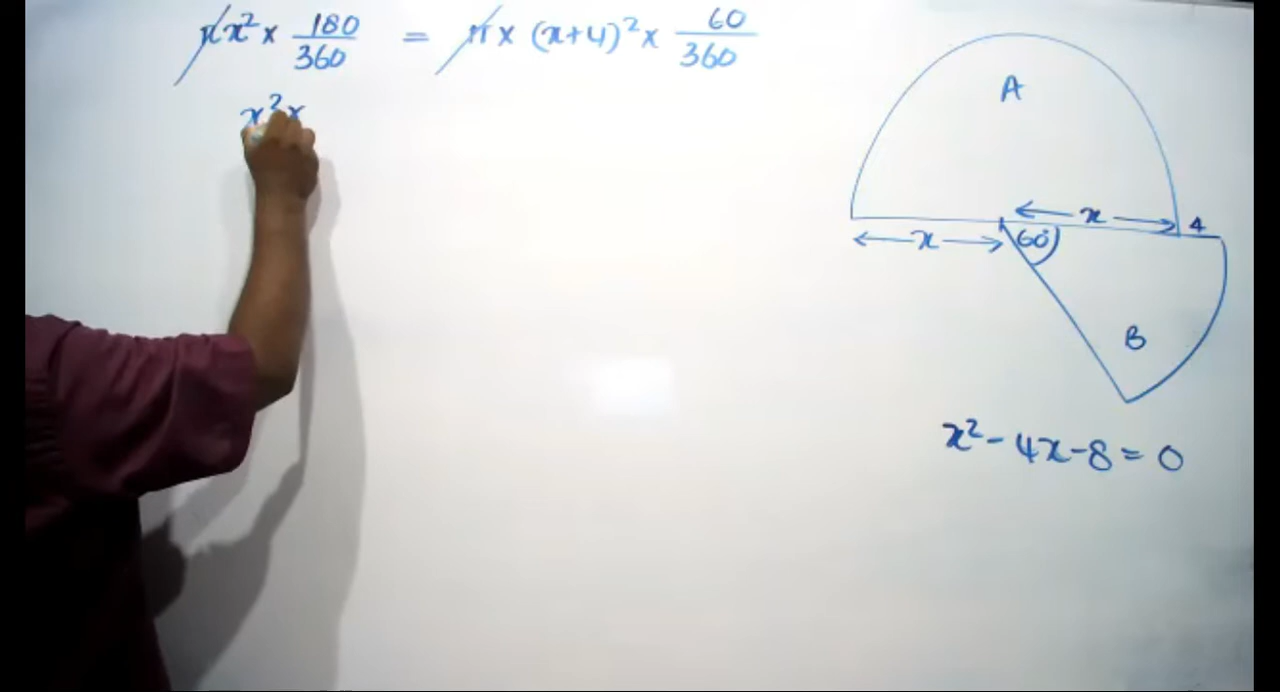 πx² × 180/360 = π × (x+4)² × 60/360
x² ×
A
x
4
x
60°
B
x² - 4x - 8 = 0